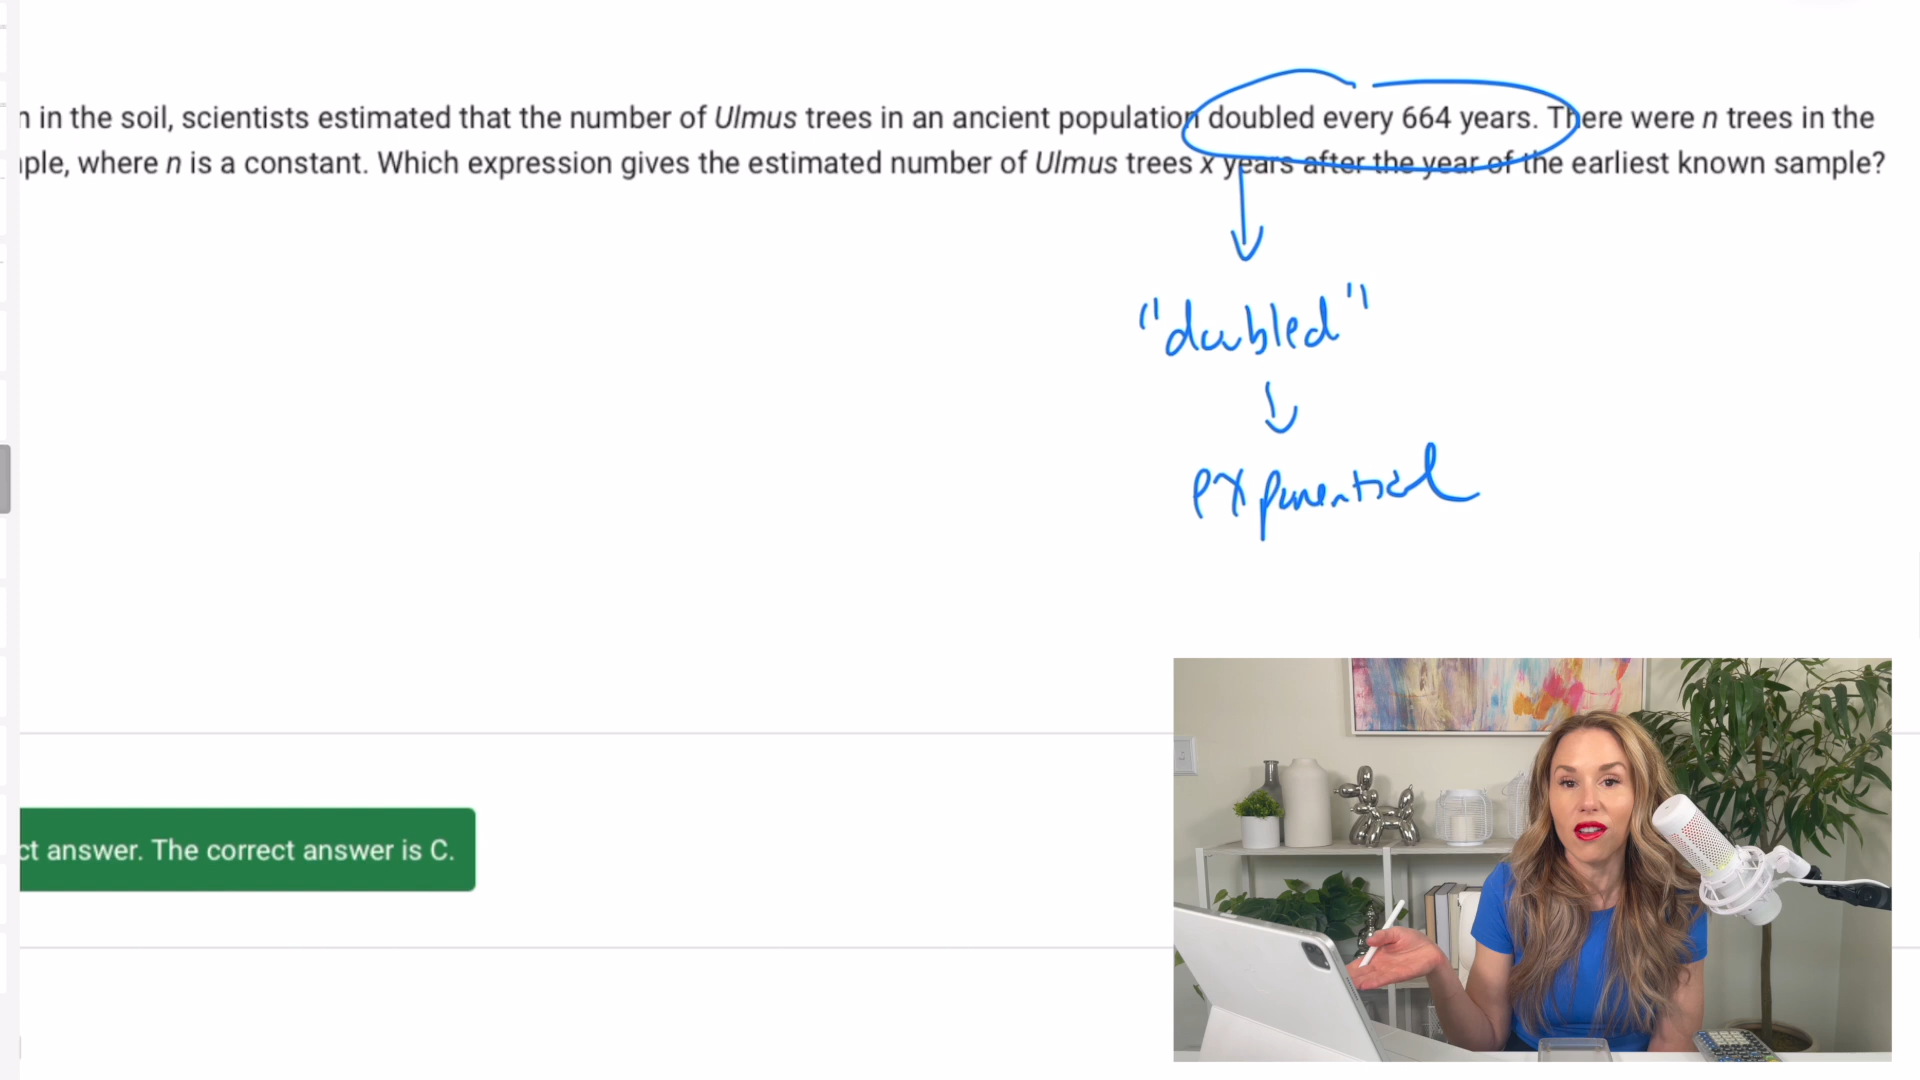 n in the soil, scientists estimated that the number of Ulmus trees in an ancient population doubled every 664 years. There were n trees in the
ple, where n is a constant. Which expression gives the estimated number of Ulmus trees x years after the year of the earliest known sample?
"doubled"
exponential
ct answer. The correct answer is C.